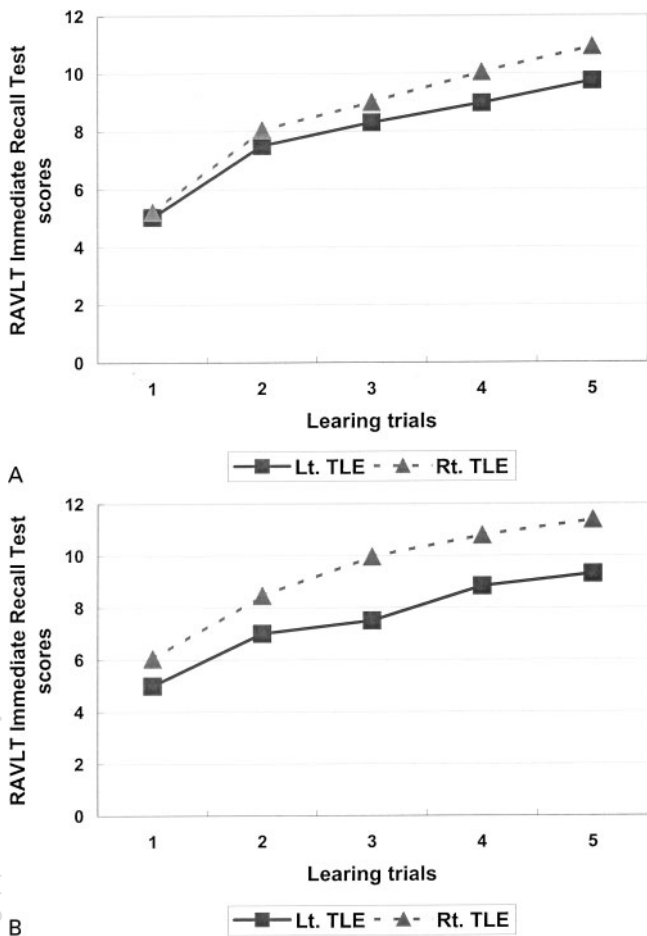 12
10
8
6
4
2
0
RAVLT Immediate Recall Test
scores
1 2 3 4 5
Learing trials
Lt. TLE Rt. TLE
A
12
10
8
6
4
2
0
RAVLT Immediate Recall Test
scores
1 2 3 4 5
Learing trials
Lt. TLE Rt. TLE
B